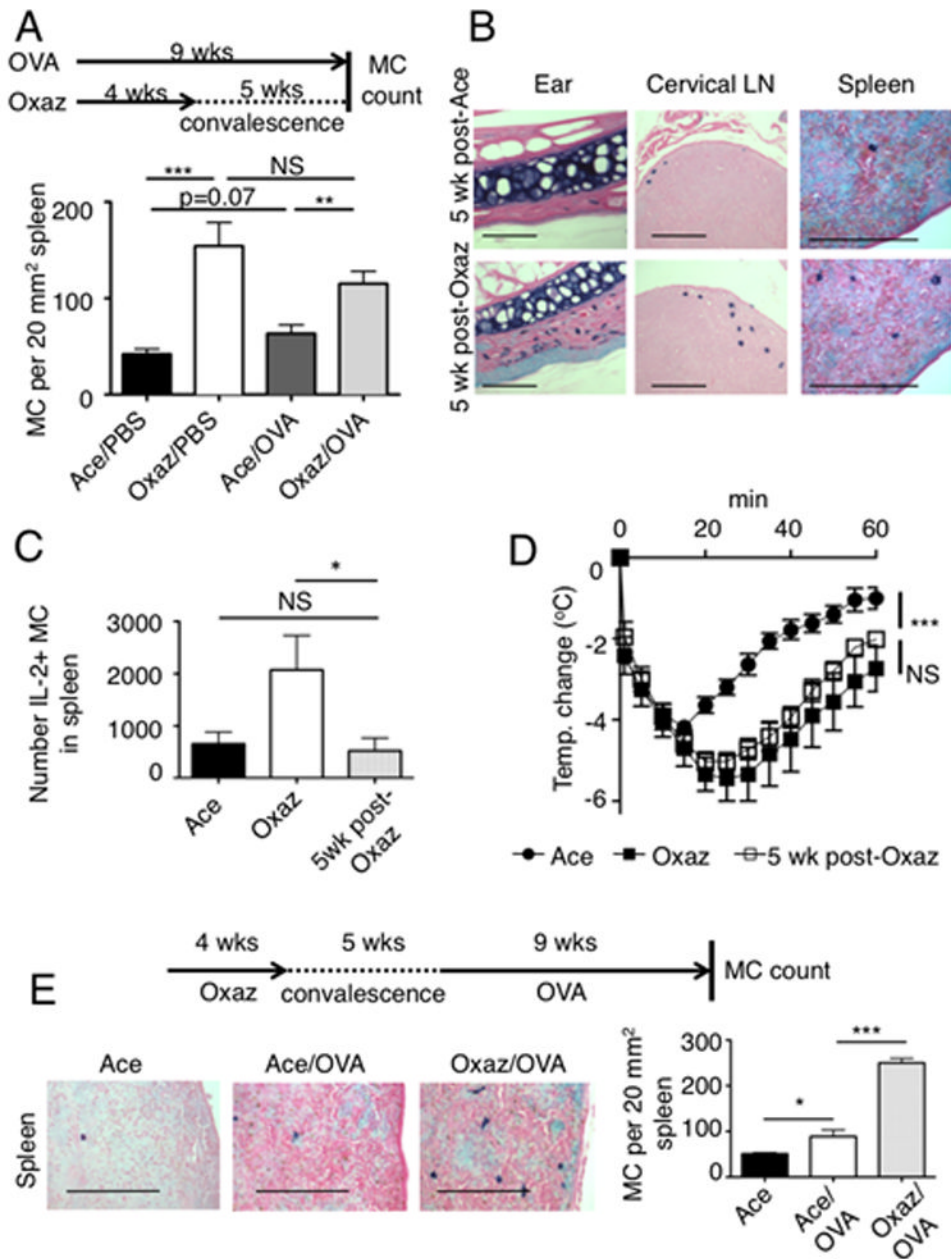 A
OVA
9 wks
MC
count
Oxaz
4 wks
5 wks
convalescence
***
NS
p=0.07
**
MC per 20 mm² spleen
200
100
0
Ace/PBS
Oxaz/PBS
Ace/OVA
Oxaz/OVA
B
Ear
Cervical LN
Spleen
5 wk post-Ace
5 wk post-Oxaz
C
*
NS
Number IL-2+ MC
in spleen
3000
2000
1000
0
Ace
Oxaz
5wk post-
Oxaz
D
min
0 20 40 60
Temp. change (°C)
0
-2
-4
-6
***
NS
Ace
Oxaz
5 wk post-Oxaz
E
4 wks
5 wks
9 wks
Oxaz
convalescence
OVA
MC count
Ace
Ace/OVA
Oxaz/OVA
Spleen
MC per 20 mm²
spleen
300
200
100
0
*
***
Ace
Ace/
OVA
Oxaz/
OVA